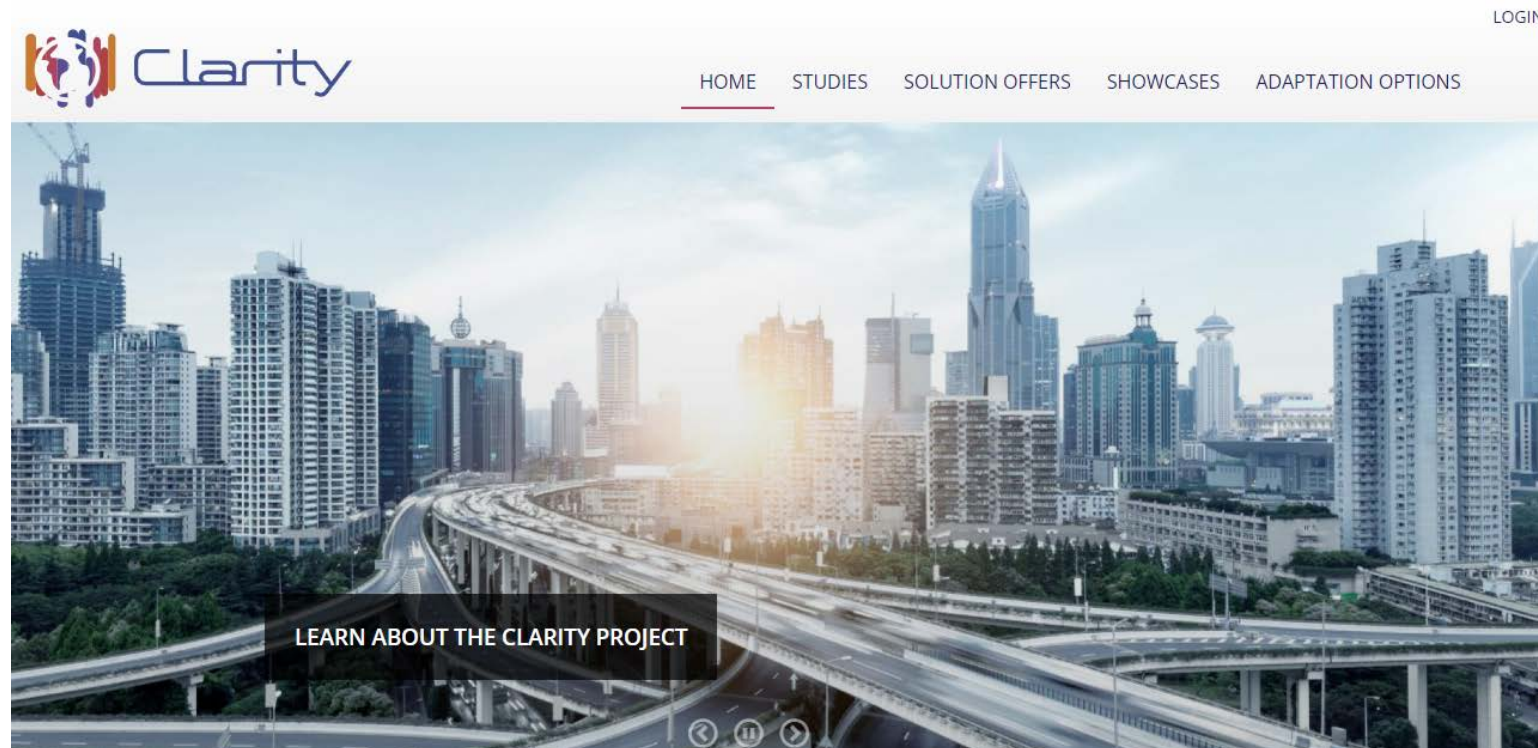 LOGIN
Clarity
HOME STUDIES SOLUTION OFFERS SHOWCASES ADAPTATION OPTIONS
LEARN ABOUT THE CLARITY PROJECT